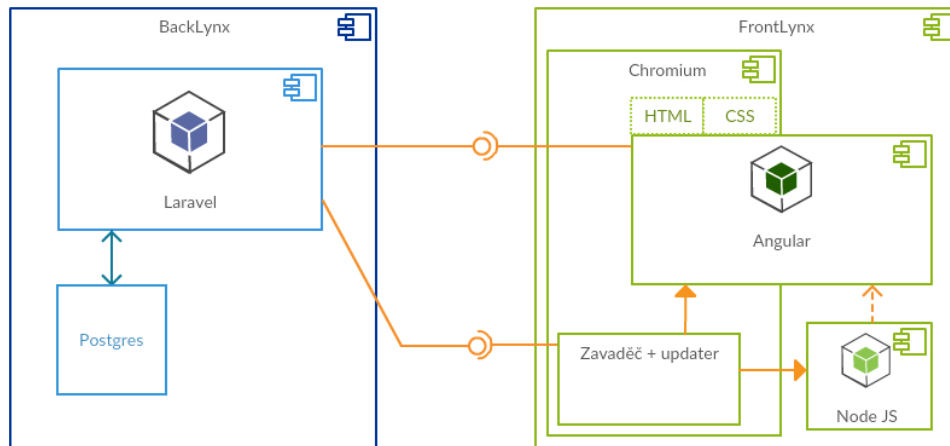 BackLynx
FrontLynx
Chromium
HTML
CSS
Laravel
Angular
Postgres
Zavaděč + updater
Node JS